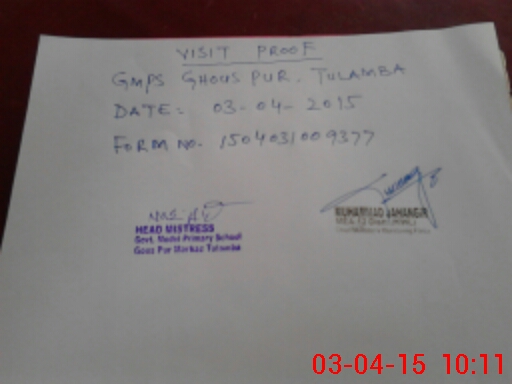 VISIT PROOF
GMPS GHOUS PUR. TULAMBA
DATE: 03-04-2015
FORM NO. 1504031009377
HEAD MISTRESS
Govt. Model Primary School
Gous Pur Markaz Tulamba
MUHAMMAD JAHANGIR
03-04-15 10:11